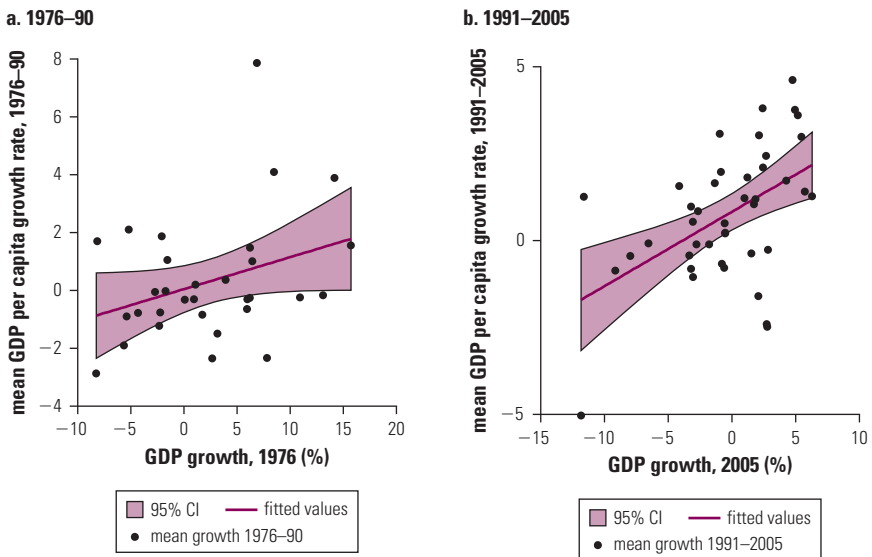 a. 1976–90
mean GDP per capita growth rate, 1976–90
8
6
4
2
0
−2
−4
−10
−5
0
5
10
15
20
GDP growth, 1976 (%)
95% CI
fitted values
mean growth 1976–90
b. 1991–2005
mean GDP per capita growth rate, 1991–2005
5
0
−5
−15
−10
−5
0
5
10
GDP growth, 2005 (%)
95% CI
fitted values
mean growth 1991–2005